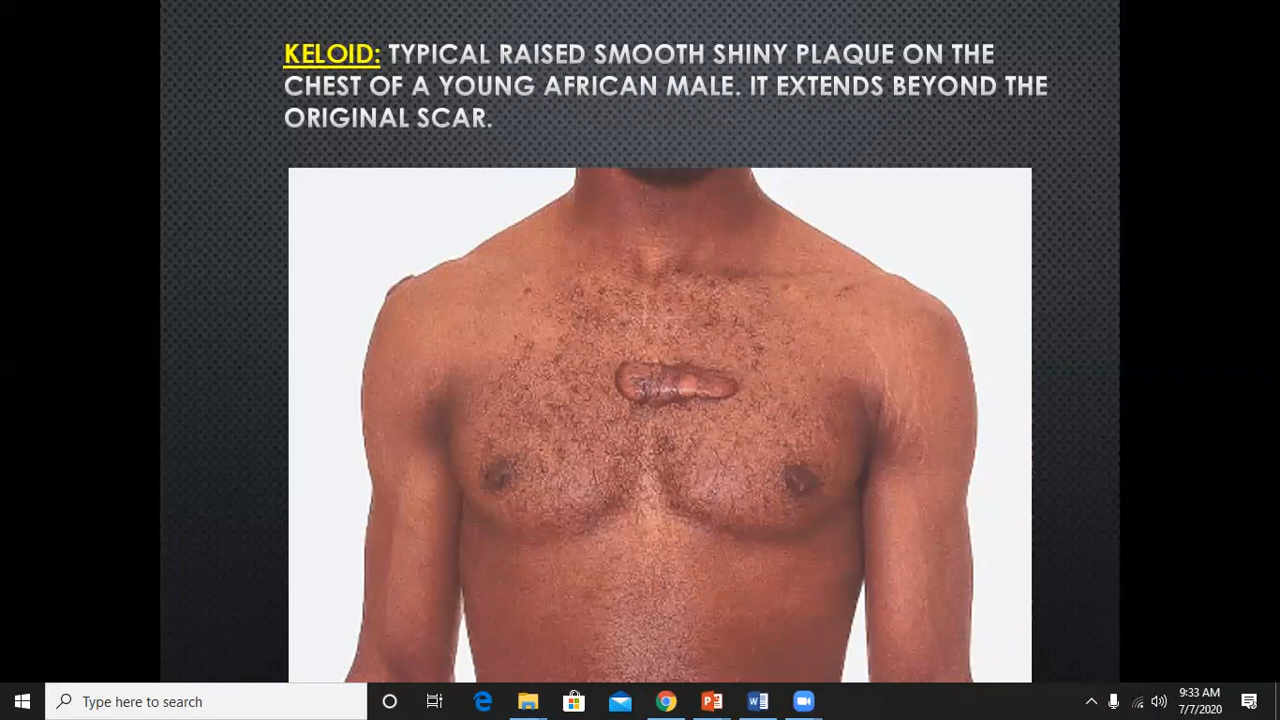 KELOID: TYPICAL RAISED SMOOTH SHINY PLAQUE ON THE
CHEST OF A YOUNG AFRICAN MALE. IT EXTENDS BEYOND THE
ORIGINAL SCAR.
Type here to search
9:33 AM
7/7/2020